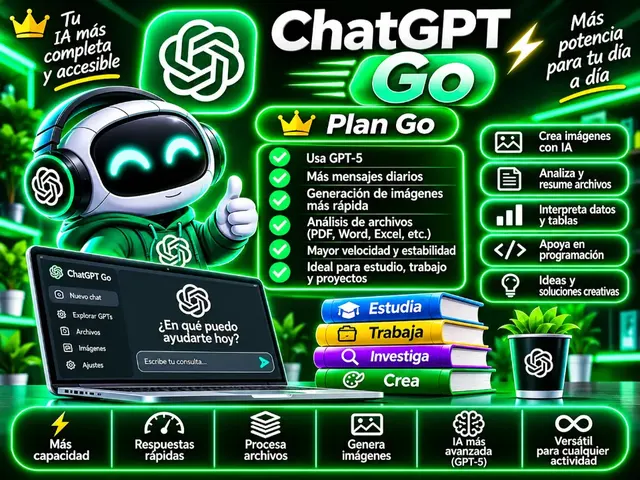 Tu
IA más
completa
y accesible
ChatGPT
Go
Más
potencia
para tu día
a día
Plan Go
Usa GPT-5
Más mensajes diarios
Generación de imágenes
más rápida
Análisis de archivos
(PDF, Word, Excel, etc.)
Mayor velocidad y estabilidad
Ideal para estudio, trabajo
y proyectos
Crea imágenes
con IA
Analiza y
resume archivos
Interpreta datos
y tablas
Apoya en
programación
Ideas y
soluciones creativas
ChatGPT Go
Nuevo chat
Explorar GPTs
Archivos
Imágenes
Ajustes
¿En qué puedo
ayudarte hoy?
Escribe tu consulta...
Estudia
Trabaja
Investiga
Crea
Más
capacidad
Respuestas
rápidas
Procesa
archivos
Genera
imágenes
IA más
avanzada
(GPT-5)
Versátil
para cualquier
actividad